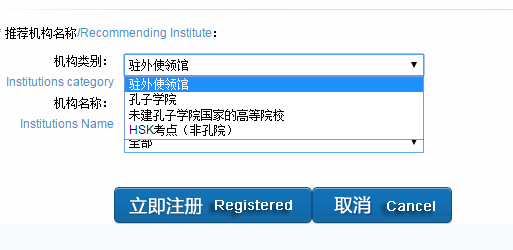 * 推荐机构名称/Recommending Institute：
机构类别：
驻外使领馆
Institutions category
驻外使领馆
孔子学院
机构名称：
未建孔子学院国家的高等院校
Institutions Name
HSK考点（非孔院）
全部
立即注册 Registered
取消 Cancel